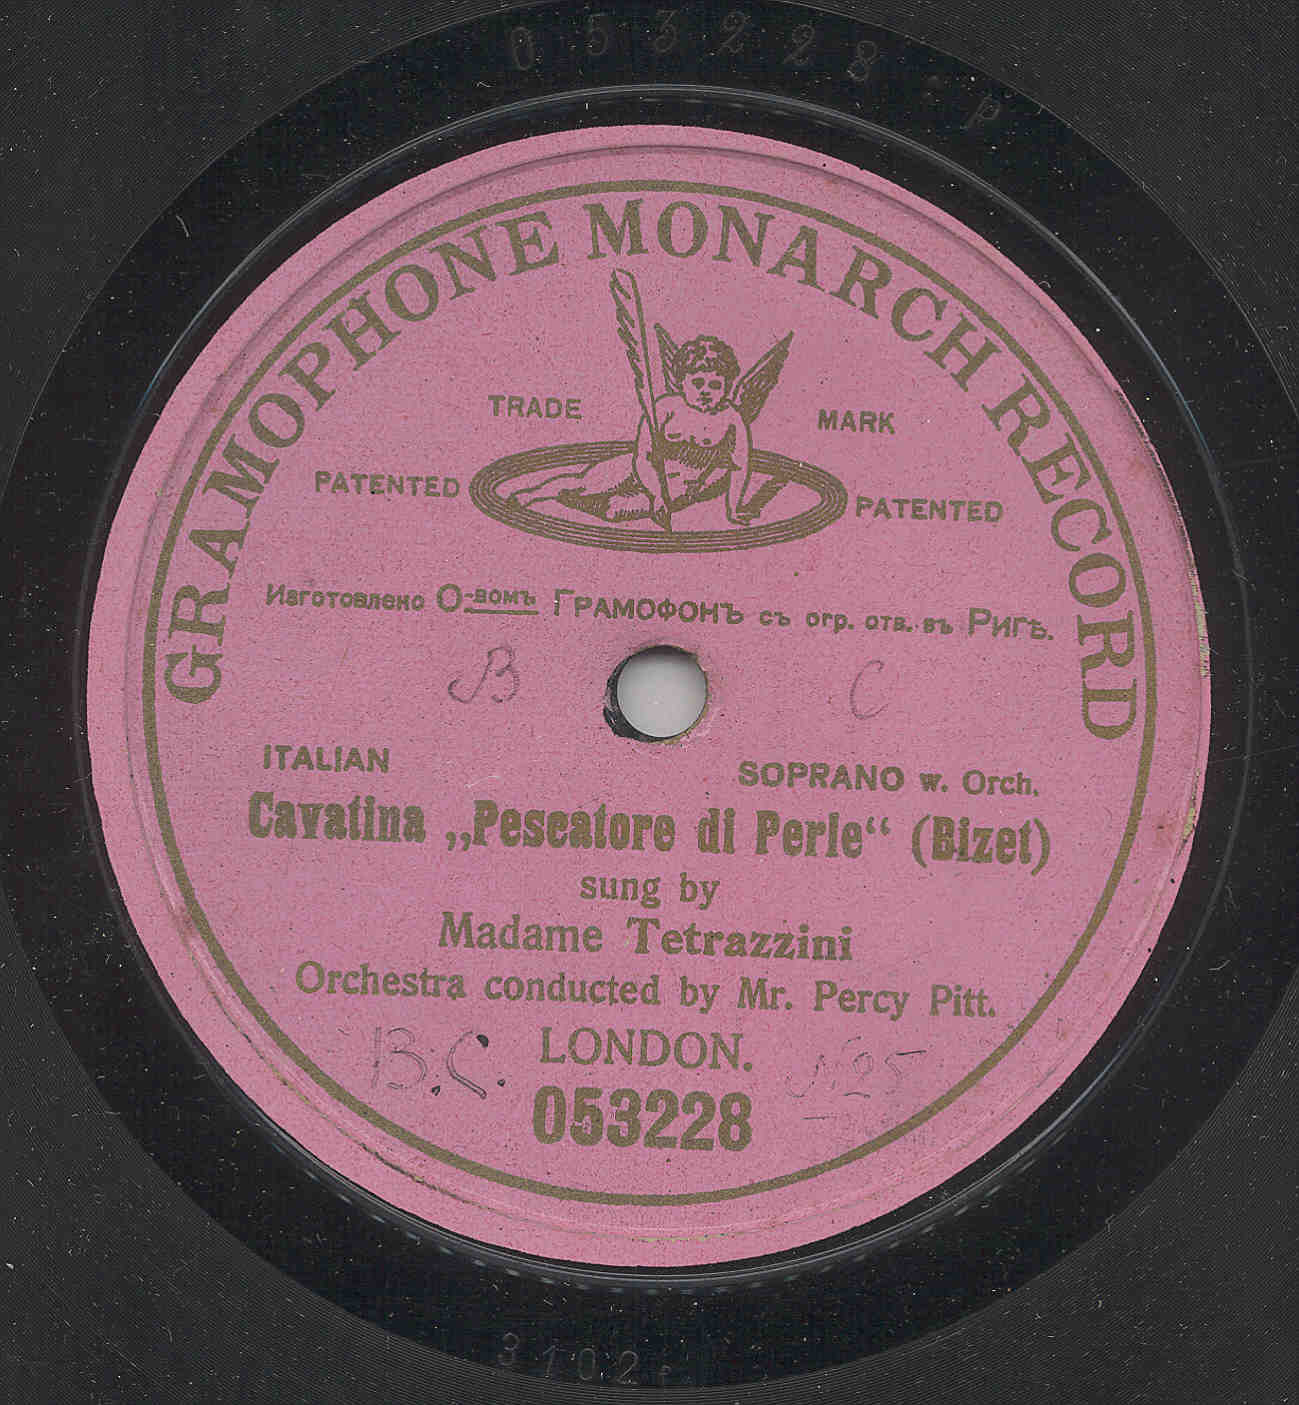 053228-p
GRAMOPHONE MONARCH RECORD
TRADE MARK
PATENTED PATENTED
Изготовлено О-вомъ ГРАМОФОНЪ съ огр. отв. въ РИГѢ.
B C
ITALIAN SOPRANO w. Orch.
Cavatina „Pescatore di Perle“ (Bizet)
sung by
Madame Tetrazzini
Orchestra conducted by Mr. Percy Pitt.
B.C. LONDON. N25
053228
3102